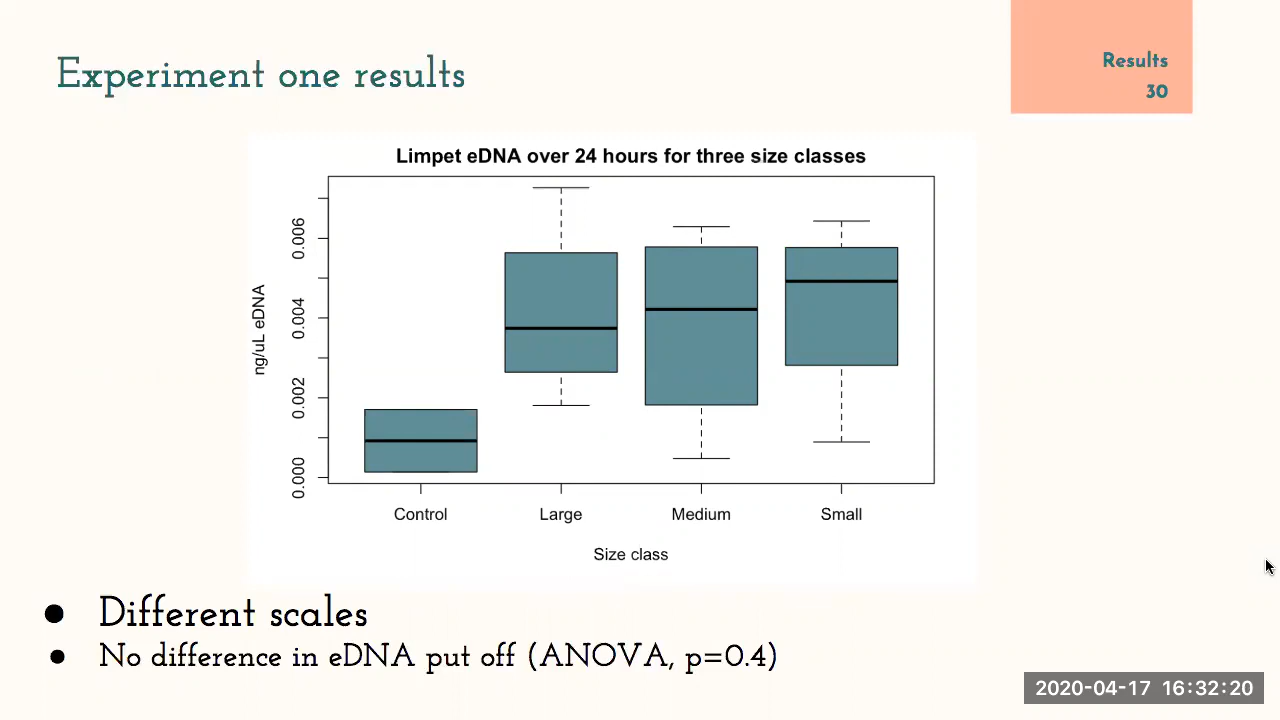 Experiment one results
Results
30
Limpet eDNA over 24 hours for three size classes
ng/uL eDNA
0.006
0.004
0.002
0.000
Control Large Medium Small
Size class
● Different scales
● No difference in eDNA put off (ANOVA, p=0.4)
2020-04-17 16:32:20